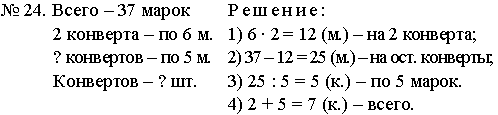 № 24. Всего – 37 марок
2 конверта – по 6 м.
? конвертов – по 5 м.
Конвертов – ? шт.
Решение:
1) 6 · 2 = 12 (м.) – на 2 конверта;
2) 37 – 12 = 25 (м.) – на ост. конверты;
3) 25 : 5 = 5 (к.) – по 5 марок.
4) 2 + 5 = 7 (к.) – всего.